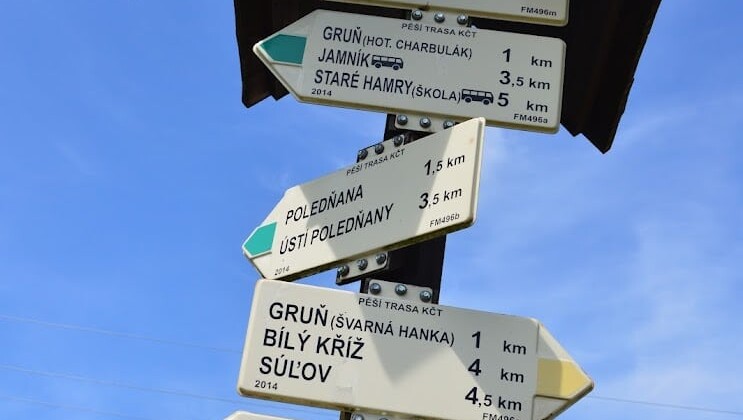 FM496m
PĚŠÍ TRASA KČT
GRUŇ (HOT. CHARBULÁK) 1 km
JAMNÍK 3,5 km
STARÉ HAMRY (ŠKOLA) 5 km
2014
FM496a
PĚŠÍ TRASA KČT
POLEDŇANA 1,5 km
ÚSTÍ POLEDŇANY 3,5 km
2014
FM496b
PĚŠÍ TRASA KČT
GRUŇ (ŠVARNÁ HANKA) 1 km
BÍLÝ KŘÍŽ 4 km
SÚĽOV 4,5 km
2014